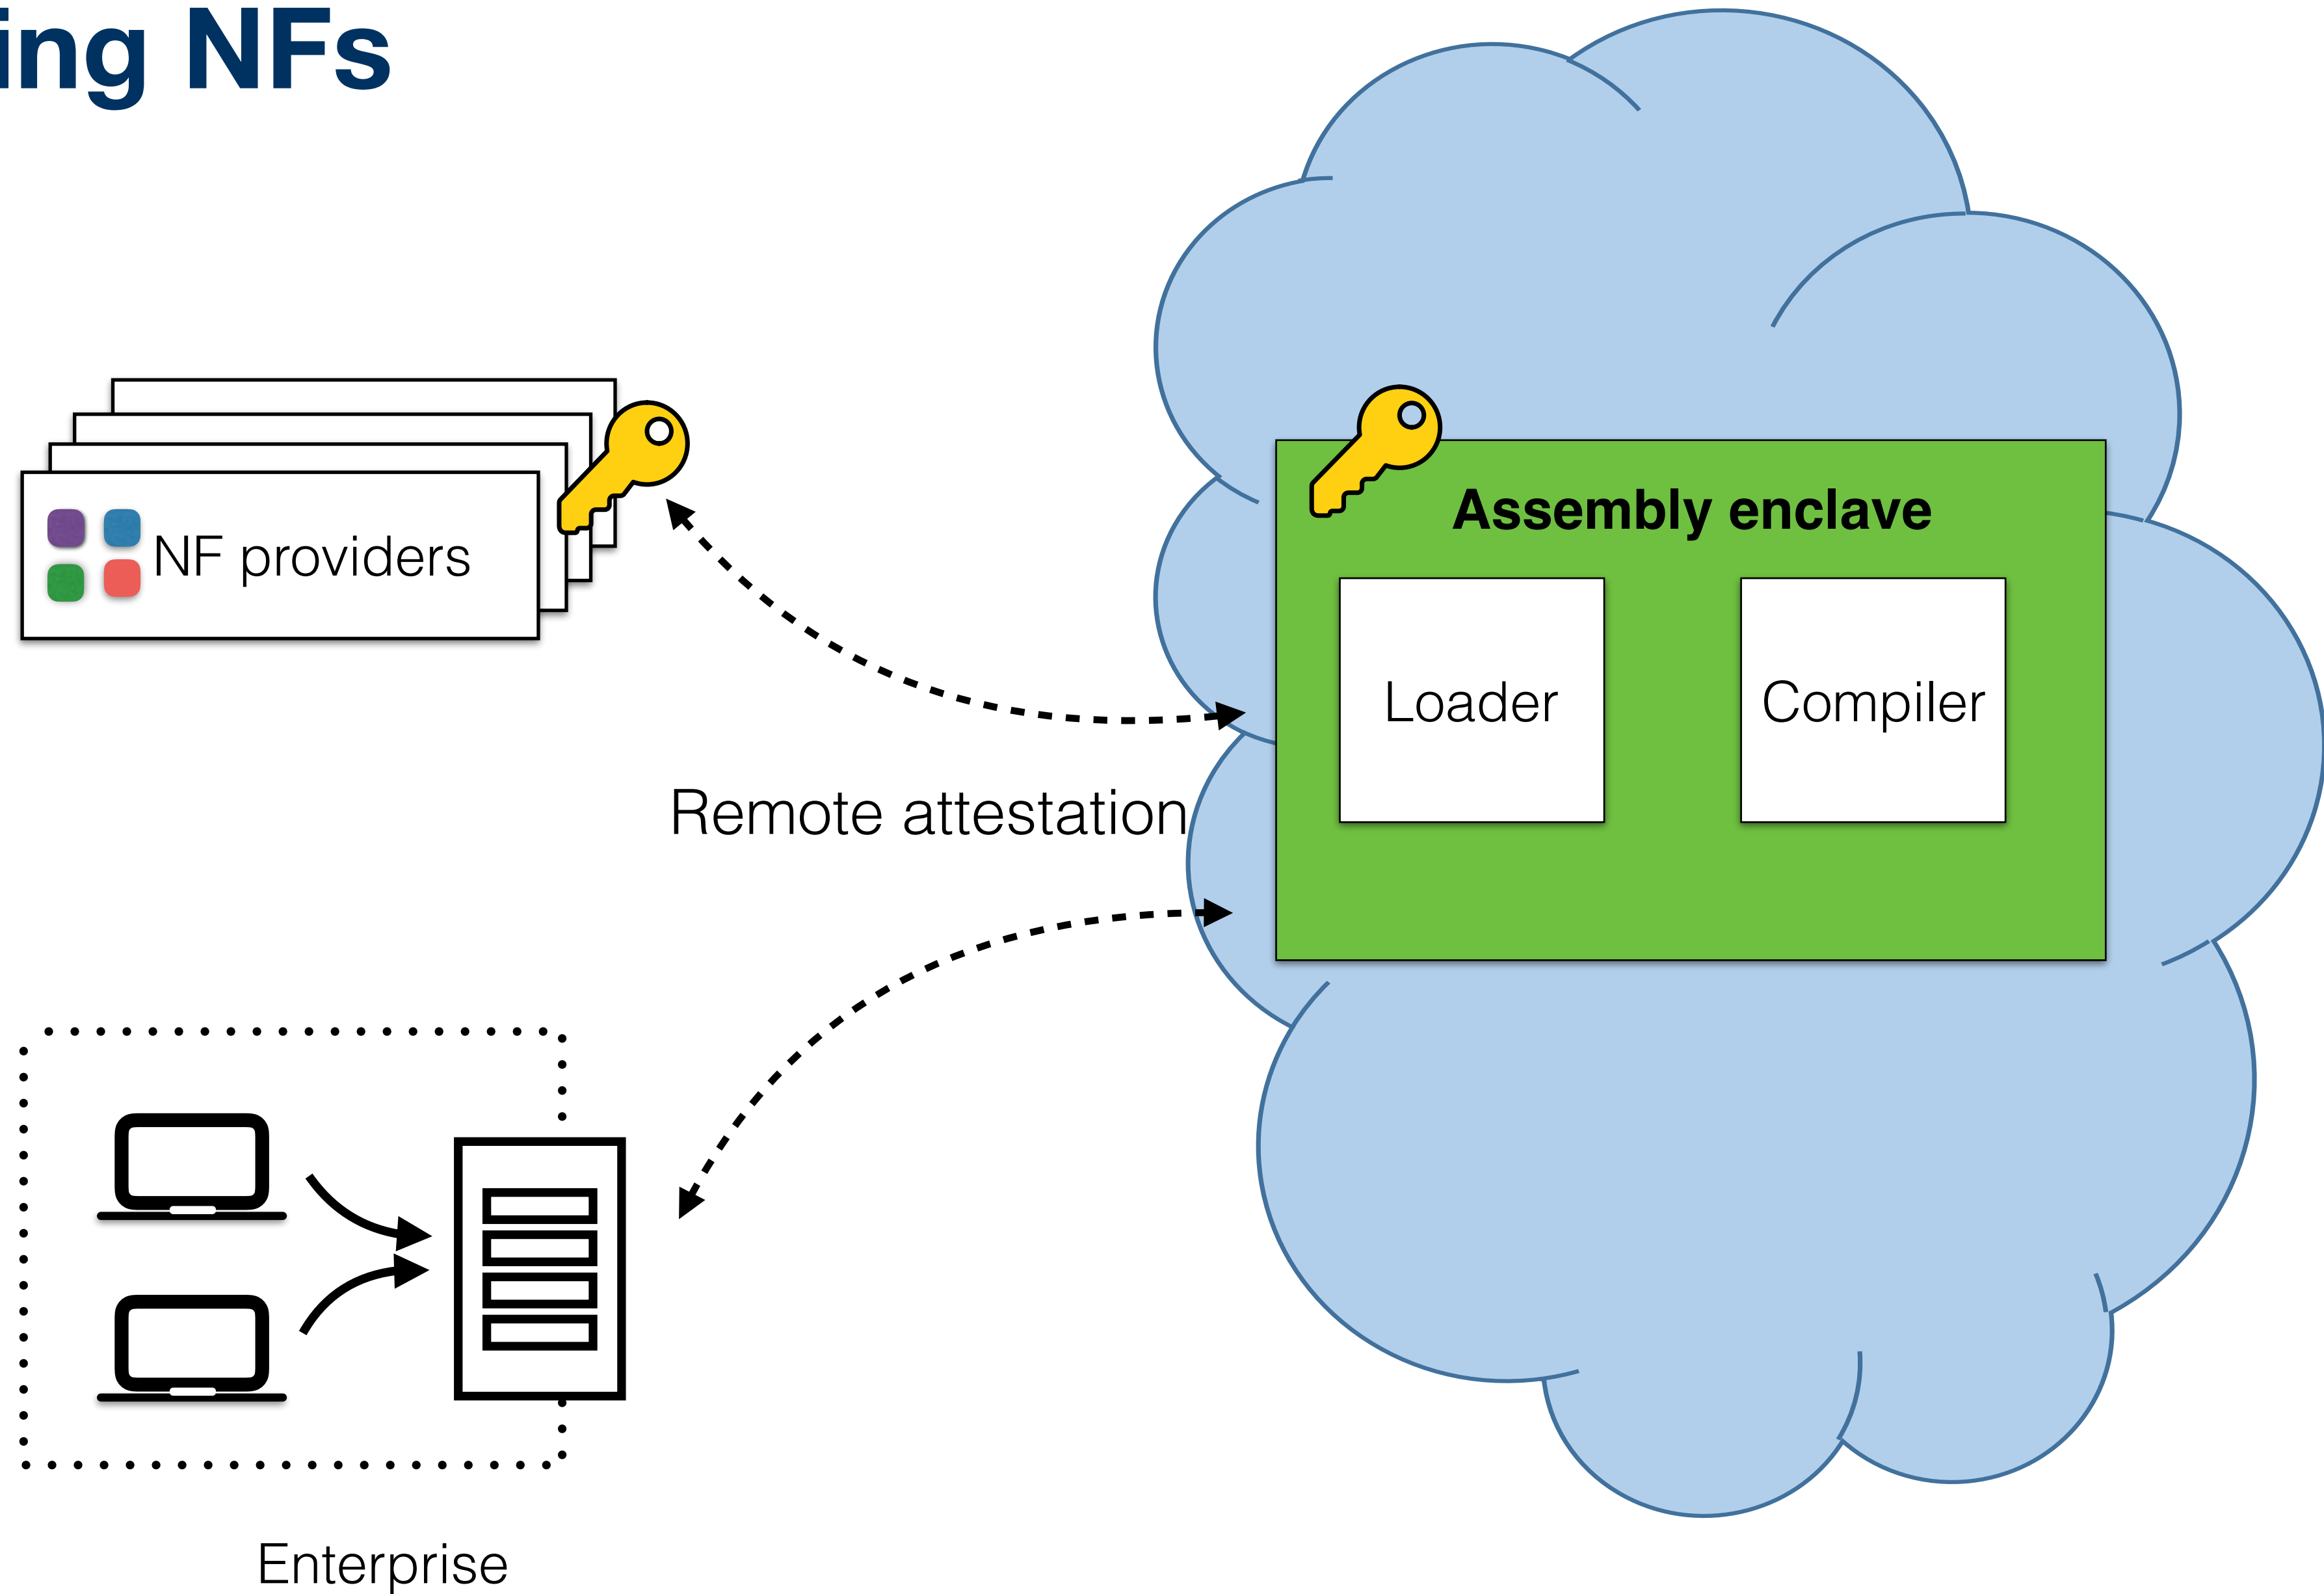 ing NFs
NF providers
Assembly enclave
Loader
Compiler
Remote attestation
Enterprise